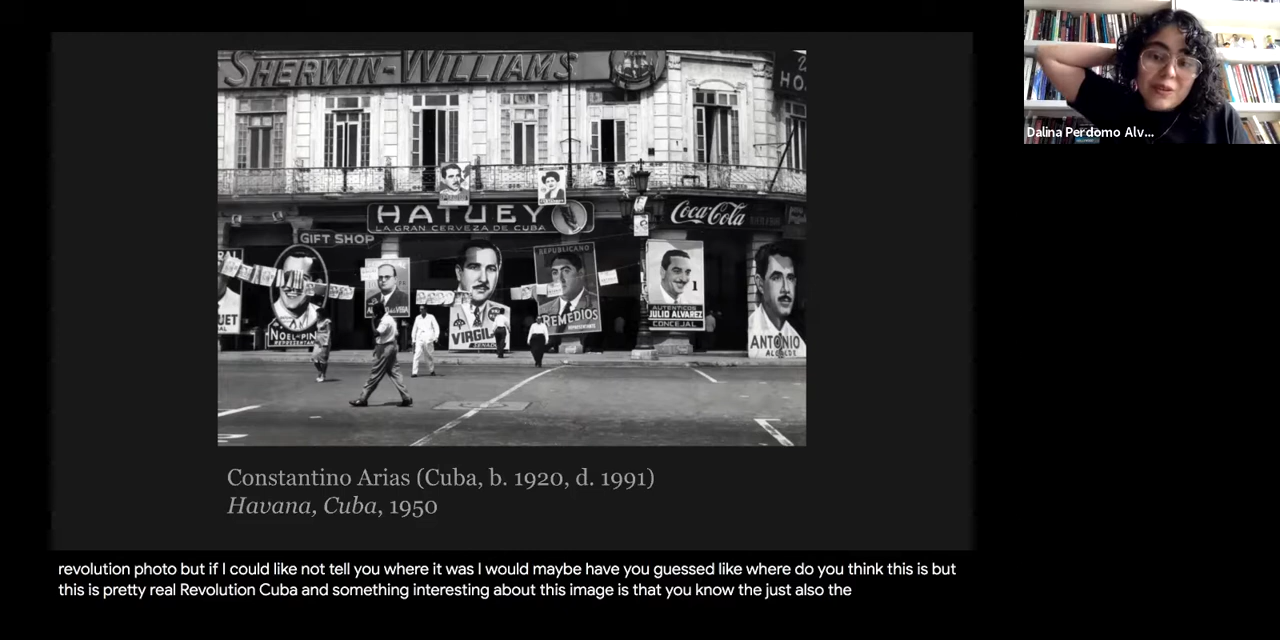 SHERWIN-WILLIAMS
HO
HATUEY
LA GRAN CERVEZA DE CUBA
Coca-Cola
GIFT SHOP
REPUBLICANO
1
AUTENTICOS
JULIO ALVAREZ
CONCEJAL
REMEDIOS
VIRGIL
ANTONIO
Constantino Arias (Cuba, b. 1920, d. 1991)
Havana, Cuba, 1950
Dalina Perdomo Alv...
revolution photo but if I could like not tell you where it was I would maybe have you guessed like where do you think this is but
this is pretty real Revolution Cuba and something interesting about this image is that you know the just also the